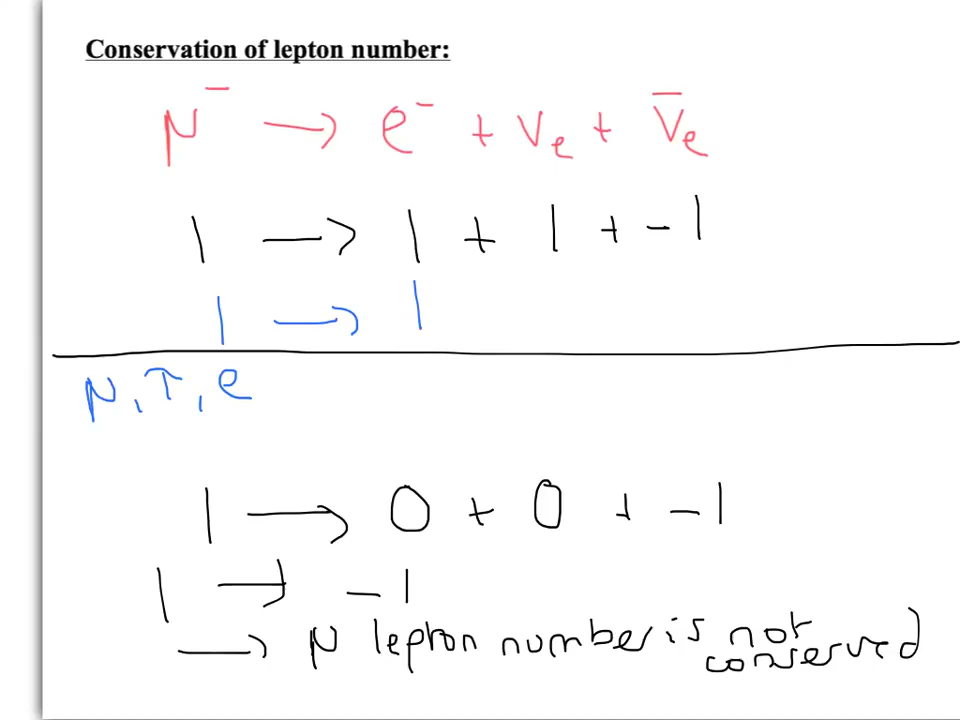 Conservation of lepton number:
μ⁻ → e⁻ + νₑ + ν̄ₑ
1 → 1 + 1 + -1
1 → 1
μ, τ, e
1 → 0 + 0 + -1
1 → -1
→ μ lepton number is not
conserved